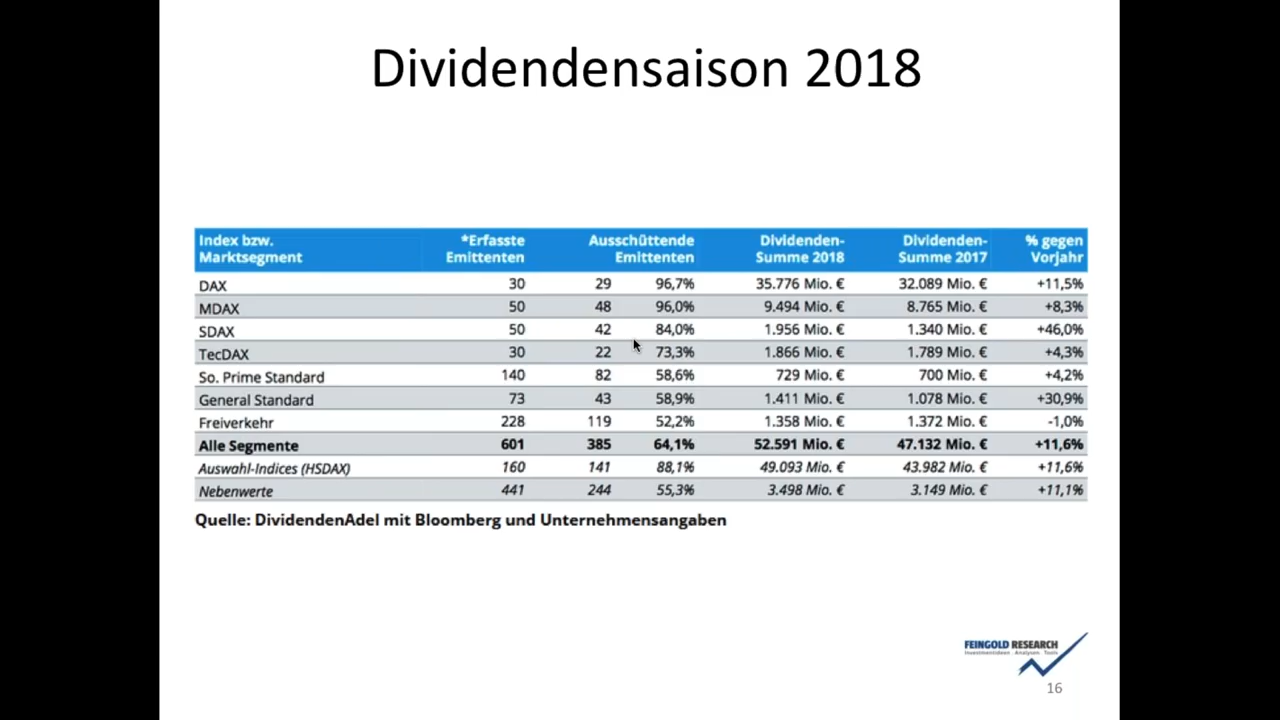 Dividendensaison 2018
Index bzw. Marktsegment *Erfasste Emittenten Ausschüttende Emittenten Dividenden-Summe 2018 Dividenden-Summe 2017 % gegen Vorjahr
DAX 30 29 96,7% 35.776 Mio. € 32.089 Mio. € +11,5%
MDAX 50 48 96,0% 9.494 Mio. € 8.765 Mio. € +8,3%
SDAX 50 42 84,0% 1.956 Mio. € 1.340 Mio. € +46,0%
TecDAX 30 22 73,3% 1.866 Mio. € 1.789 Mio. € +4,3%
So. Prime Standard 140 82 58,6% 729 Mio. € 700 Mio. € +4,2%
General Standard 73 43 58,9% 1.411 Mio. € 1.078 Mio. € +30,9%
Freiverkehr 228 119 52,2% 1.358 Mio. € 1.372 Mio. € -1,0%
Alle Segmente 601 385 64,1% 52.591 Mio. € 47.132 Mio. € +11,6%
Auswahl-Indices (HSDAX) 160 141 88,1% 49.093 Mio. € 43.982 Mio. € +11,6%
Nebenwerte 441 244 55,3% 3.498 Mio. € 3.149 Mio. € +11,1%
Quelle: DividendenAdel mit Bloomberg und Unternehmensangaben
FEINGOLD RESEARCH
Investmentideen . Analysen . Tools
16